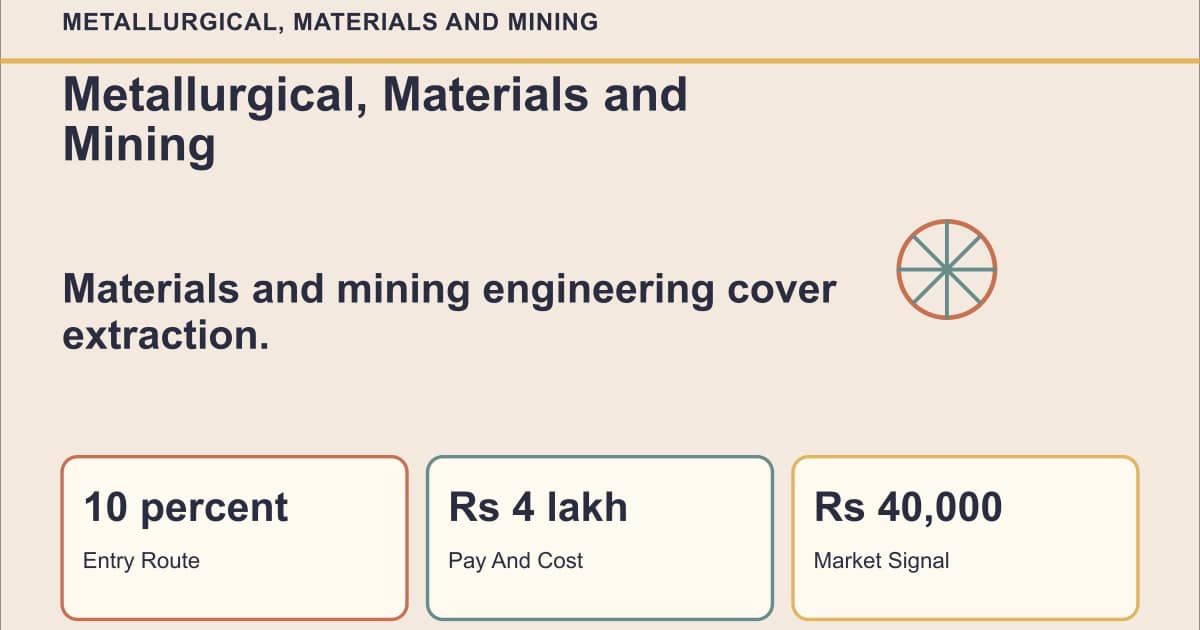 METALLURGICAL, MATERIALS AND MINING
Metallurgical, Materials and
Mining
Materials and mining engineering cover
extraction.
10 percent
Entry Route
Rs 4 lakh
Pay And Cost
Rs 40,000
Market Signal